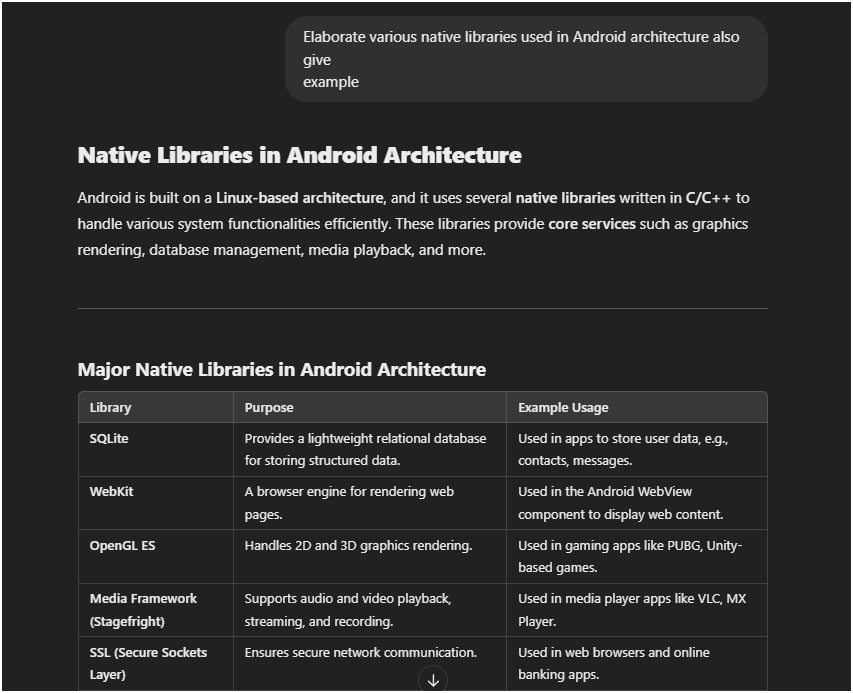 Elaborate various native libraries used in Android architecture also
give
example
Native Libraries in Android Architecture
Android is built on a Linux-based architecture, and it uses several native libraries written in C/C++ to
handle various system functionalities efficiently. These libraries provide core services such as graphics
rendering, database management, media playback, and more.
Major Native Libraries in Android Architecture
Library Purpose Example Usage
SQLite Provides a lightweight relational database Used in apps to store user data, e.g.,
for storing structured data. contacts, messages.
WebKit A browser engine for rendering web Used in the Android WebView
pages. component to display web content.
OpenGL ES Handles 2D and 3D graphics rendering. Used in gaming apps like PUBG, Unity-
based games.
Media Framework Supports audio and video playback, Used in media player apps like VLC, MX
(Stagefright) streaming, and recording. Player.
SSL (Secure Sockets Ensures secure network communication. Used in web browsers and online
Layer) banking apps.